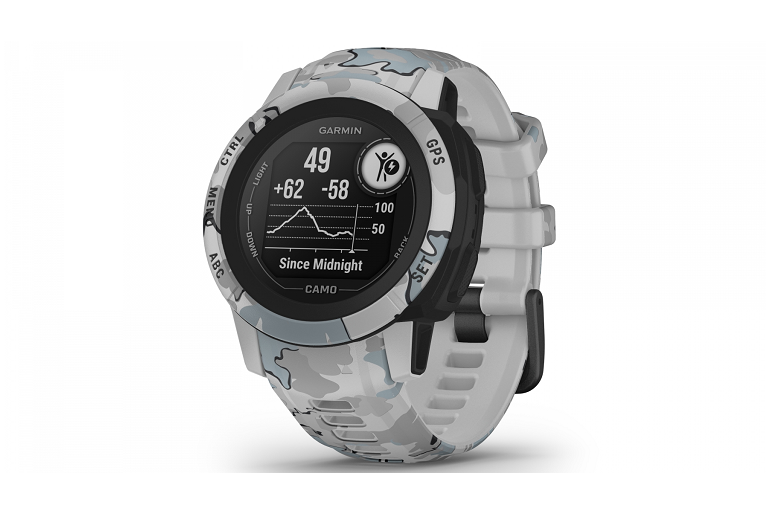 GARMIN
CTRL
LIGHT
GPS
49
+62 -58
MENU
UP
100
50
DOWN
BACK
ABC
SET
Since Midnight
CAMO